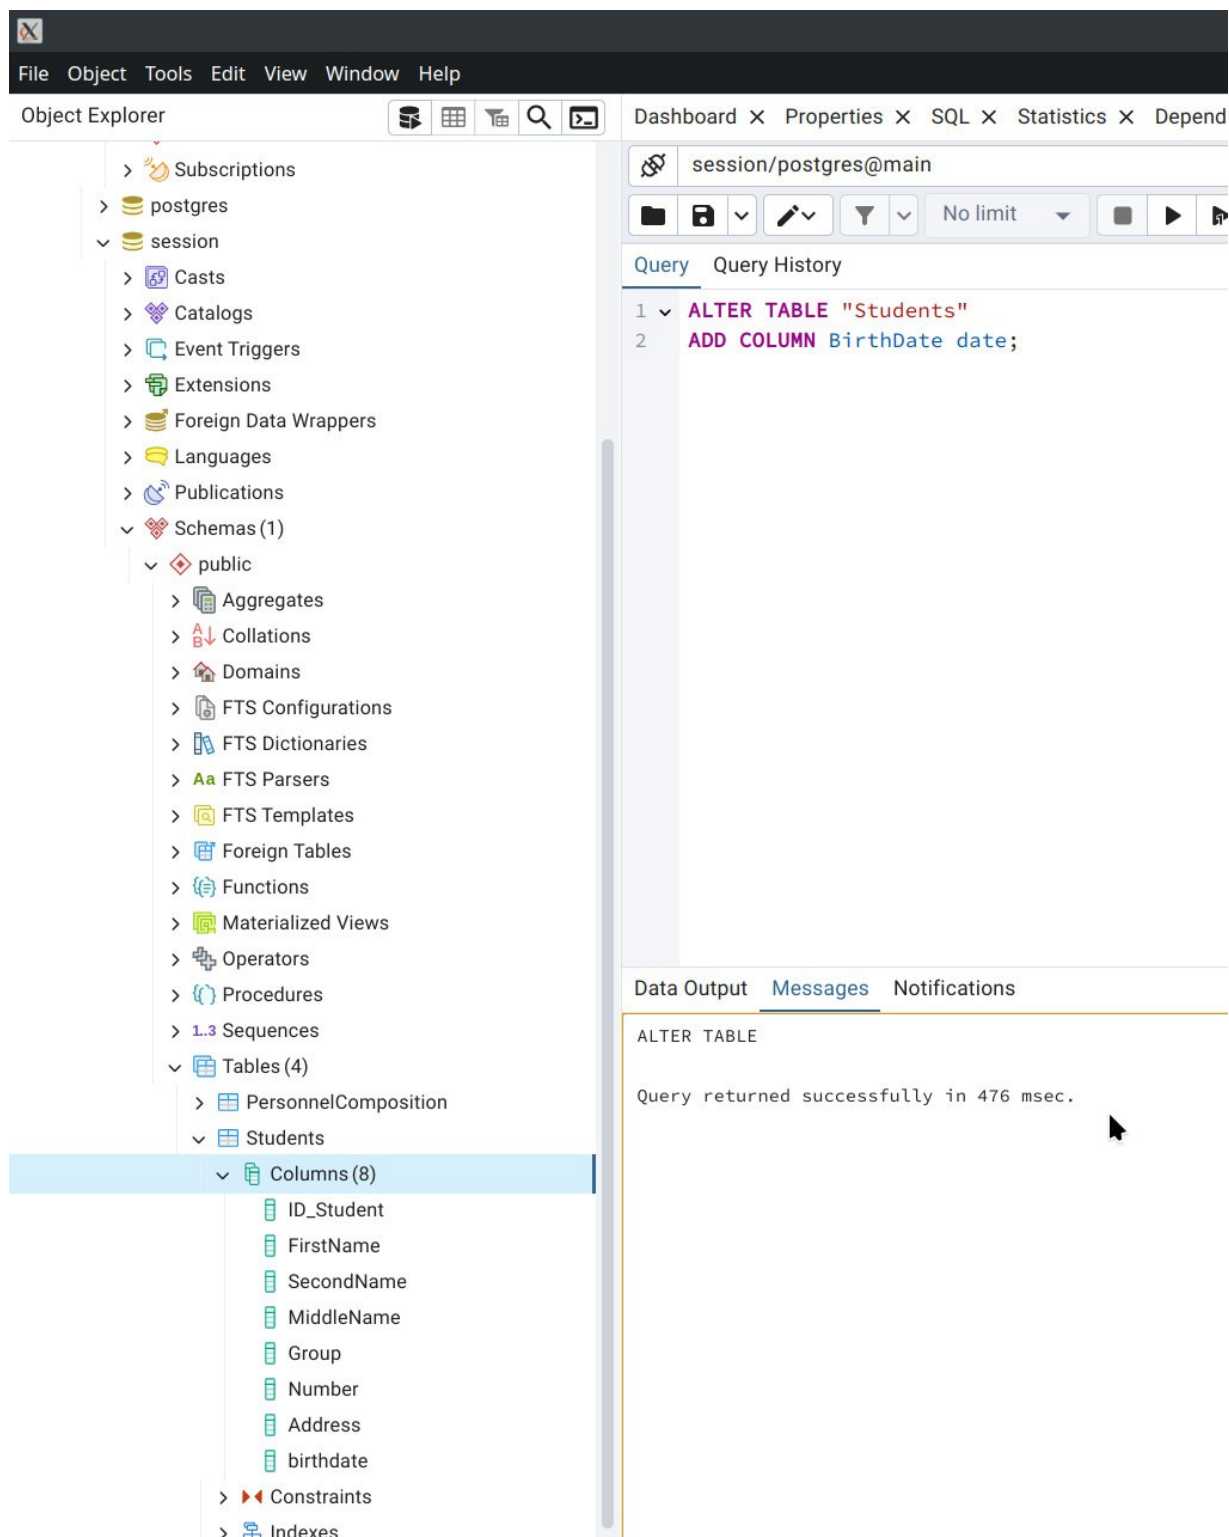 File Object Tools Edit View Window Help
Object Explorer
Subscriptions
postgres
session
Casts
Catalogs
Event Triggers
Extensions
Foreign Data Wrappers
Languages
Publications
Schemas (1)
public
Aggregates
Collations
Domains
FTS Configurations
FTS Dictionaries
Aa FTS Parsers
FTS Templates
Foreign Tables
Functions
Materialized Views
Operators
Procedures
1..3 Sequences
Tables (4)
PersonnelComposition
Students
Columns (8)
ID_Student
FirstName
SecondName
MiddleName
Group
Number
Address
birthdate
Constraints
Indexes
Dashboard Properties SQL Statistics Depend
session/postgres@main
No limit
Query Query History
1 ALTER TABLE "Students"
2 ADD COLUMN BirthDate date;
Data Output Messages Notifications
ALTER TABLE
Query returned successfully in 476 msec.